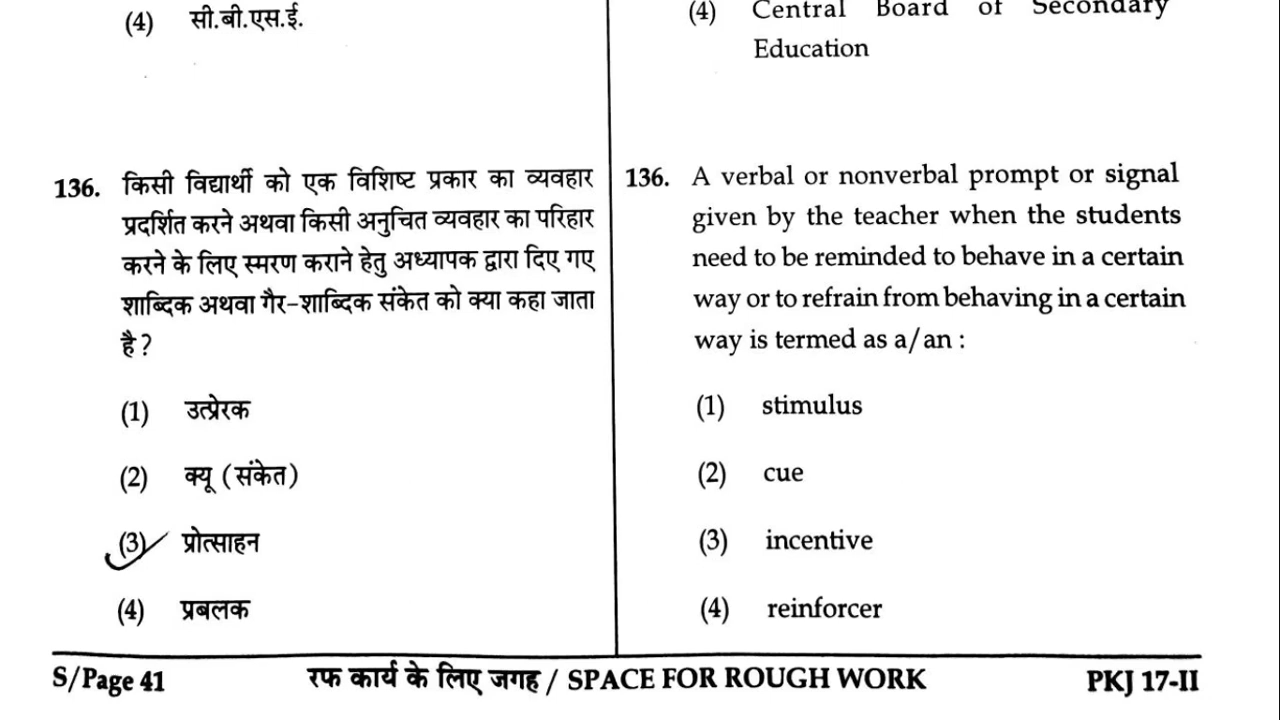 (4) सी.बी.एस.ई.
136. किसी विद्यार्थी को एक विशिष्ट प्रकार का व्यवहार
प्रदर्शित करने अथवा किसी अनुचित व्यवहार का परिहार
करने के लिए स्मरण कराने हेतु अध्यापक द्वारा दिए गए
शाब्दिक अथवा गैर-शाब्दिक संकेत को क्या कहा जाता
है ?
(1) उत्प्रेरक
(2) क्यू (संकेत)
(3) प्रोत्साहन
(4) प्रबलक
(4) Central Board of Secondary
Education
136. A verbal or nonverbal prompt or signal
given by the teacher when the students
need to be reminded to behave in a certain
way or to refrain from behaving in a certain
way is termed as a/an :
(1) stimulus
(2) cue
(3) incentive
(4) reinforcer
S/Page 41 रफ कार्य के लिए जगह / SPACE FOR ROUGH WORK PKJ 17-II